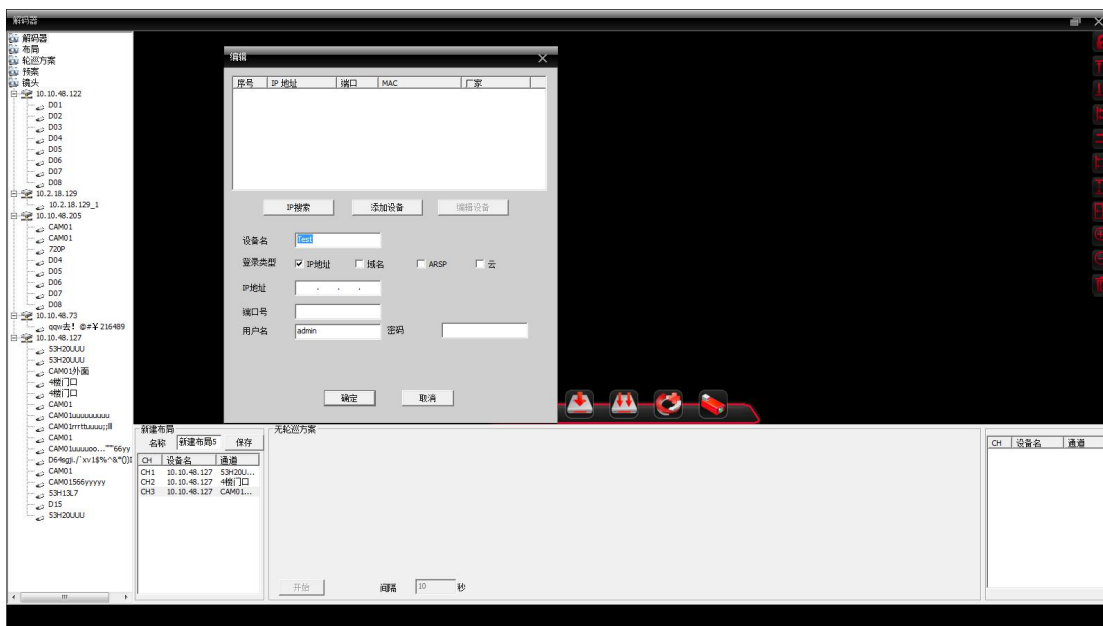 解码器
解码器
布局
轮巡方案
预案
镜头
10.10.48.122
D01
D02
D03
D04
D05
D06
D07
D08
10.2.18.129
10.2.18.129_1
10.10.48.205
CAM01
CAM01
720P
D04
D05
D06
D07
D08
10.10.48.73
qqw去！@#￥216489
10.10.48.127
53H20UUU
53H20UUU
CAM01外面
4楼门口
4楼门口
CAM01
CAM01uuuuuuuuu
CAM01
CAM01
CAM01566yyyyy
53H13L7
D15
53H20UUU
编辑
序号 IP 地址 端口 MAC 厂家
IP搜索 添加设备 编辑设备
设备名 Test
登录类型 IP地址 域名 ARSP 云
IP地址 . . .
端口号
用户名 admin 密码
确定 取消
新建布局
名称 新建布局5 保存
CH 设备名 通道
CH1 10.10.48.127 53H20U...
CH2 10.10.48.127 4楼门口
CH3 10.10.48.127 CAM01...
无轮巡方案
开始 间隔 10 秒
CH 设备名 通道